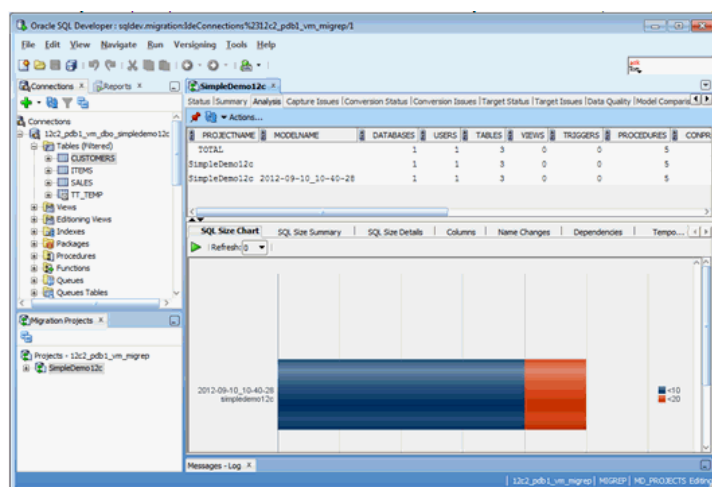 Oracle SQL Developer : sqldev.migration:IdeConnections%2312c2_pdb1_vm_migrep/1
File Edit View Navigate Run Versioning Tools Help
Connections Reports
SimpleDemo12c
Status Summary Analysis Capture Issues Conversion Status Conversion Issues Target Status Target Issues Data Quality Model Comparis
Actions...
PROJECTNAME MODELNAME DATABASES USERS TABLES VIEWS TRIGGERS PROCEDURES CONPR
TOTAL 1 1 3 0 0 5
SimpleDemo12c 1 1 3 0 0 5
SimpleDemo12c 2012-09-10_10-40-28 1 1 3 0 0 5
Connections
12c2_pdb1_vm_dbo_simpledemo12c
Tables (Filtered)
CUSTOMERS
ITEMS
SALES
TT_TEMP
Views
Editioning Views
Indexes
Packages
Procedures
Functions
Queues
Queues Tables
SQL Size Chart SQL Size Summary SQL Size Details Columns Name Changes Dependencies Tempo...
Refresh: 0
Migration Projects
Projects - 12c2_pdb1_vm_migrep
SimpleDemo12c
2012-09-10_10-40-28
simpledemo12c
<10
<20
Messages - Log
12c2_pdb1_vm_migrep MIGREP MD_PROJECTS Editing